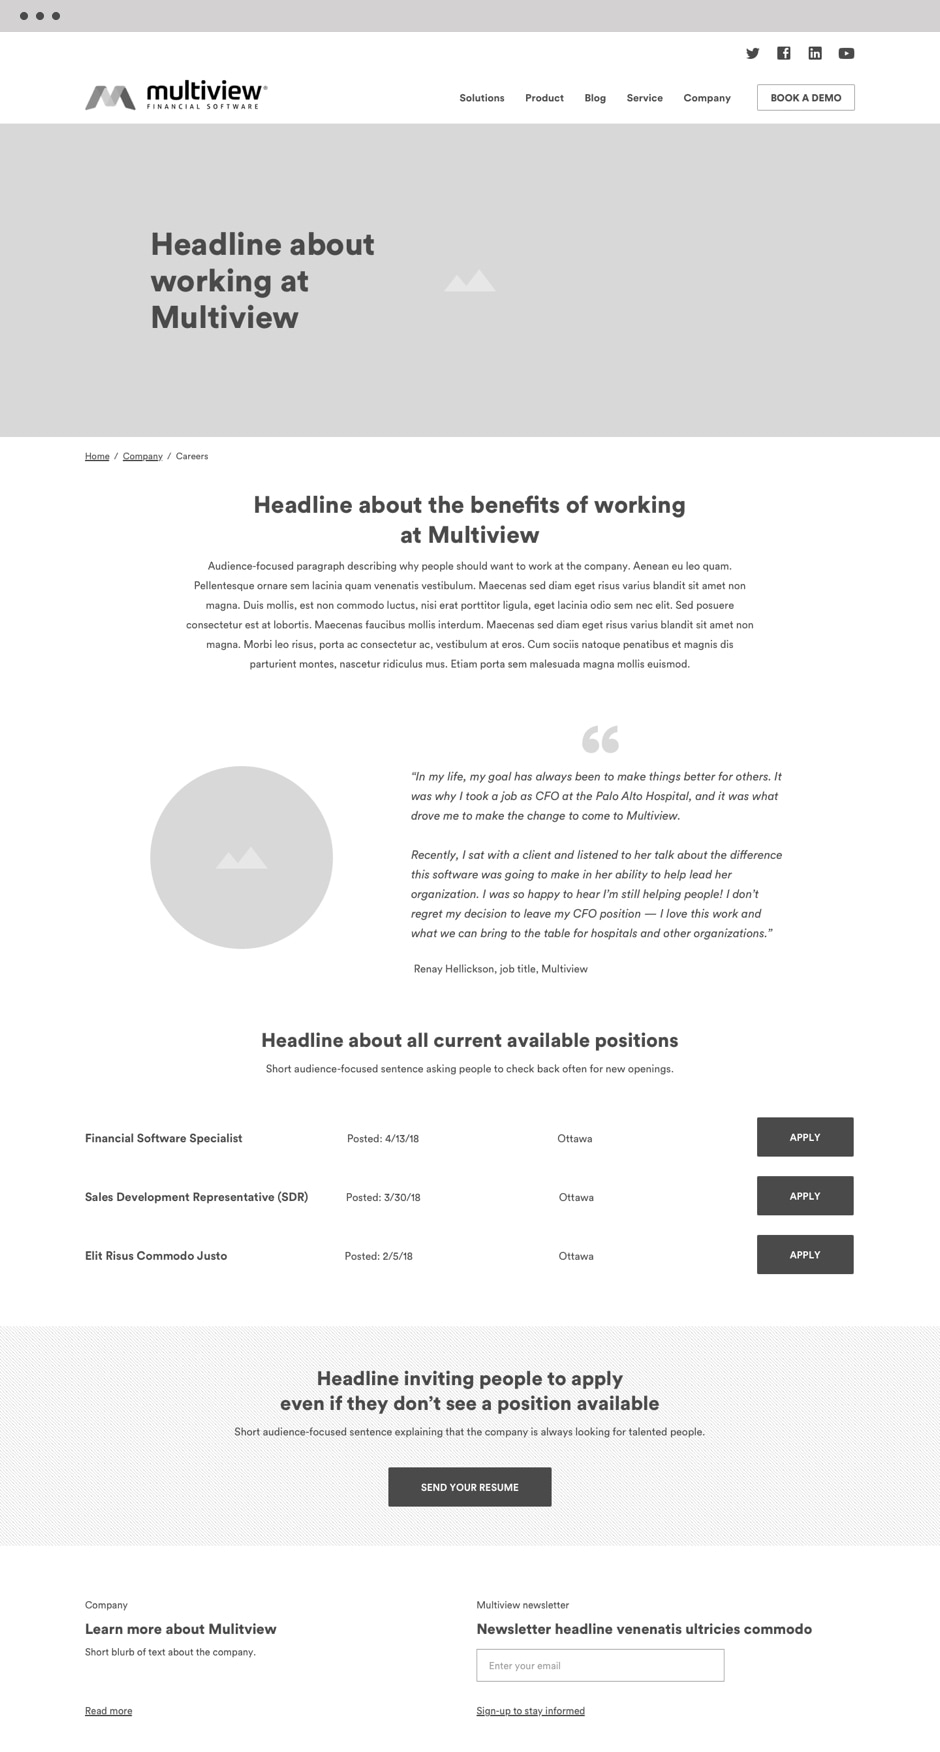 multiview®
FINANCIAL SOFTWARE
Solutions Product Blog Service Company BOOK A DEMO
Headline about
working at
Multiview
Home / Company / Careers
Headline about the benefits of working
at Multiview
Audience-focused paragraph describing why people should want to work at the company. Aenean eu leo quam.
Pellentesque ornare sem lacinia quam venenatis vestibulum. Maecenas sed diam eget risus varius blandit sit amet non
magna. Duis mollis, est non commodo luctus, nisi erat porttitor ligula, eget lacinia odio sem nec elit. Sed posuere
consectetur est at lobortis. Maecenas faucibus mollis interdum. Maecenas sed diam eget risus varius blandit sit amet non
magna. Morbi leo risus, porta ac consectetur ac, vestibulum at eros. Cum sociis natoque penatibus et magnis dis
parturient montes, nascetur ridiculus mus. Etiam porta sem malesuada magna mollis euismod.
“In my life, my goal has always been to make things better for others. It
was why I took a job as CFO at the Palo Alto Hospital, and it was what
drove me to make the change to come to Multiview.
Recently, I sat with a client and listened to her talk about the difference
this software was going to make in her ability to help lead her
organization. I was so happy to hear I’m still helping people! I don’t
regret my decision to leave my CFO position — I love this work and
what we can bring to the table for hospitals and other organizations.”
Renay Hellickson, job title, Multiview
Headline about all current available positions
Short audience-focused sentence asking people to check back often for new openings.
Financial Software Specialist Posted: 4/13/18 Ottawa APPLY
Sales Development Representative (SDR) Posted: 3/30/18 Ottawa APPLY
Elit Risus Commodo Justo Posted: 2/5/18 Ottawa APPLY
Headline inviting people to apply
even if they don’t see a position available
Short audience-focused sentence explaining that the company is always looking for talented people.
SEND YOUR RESUME
Company
Learn more about Mulitview
Short blurb of text about the company.
Read more
Multiview newsletter
Newsletter headline venenatis ultricies commodo
Enter your email
Sign-up to stay informed